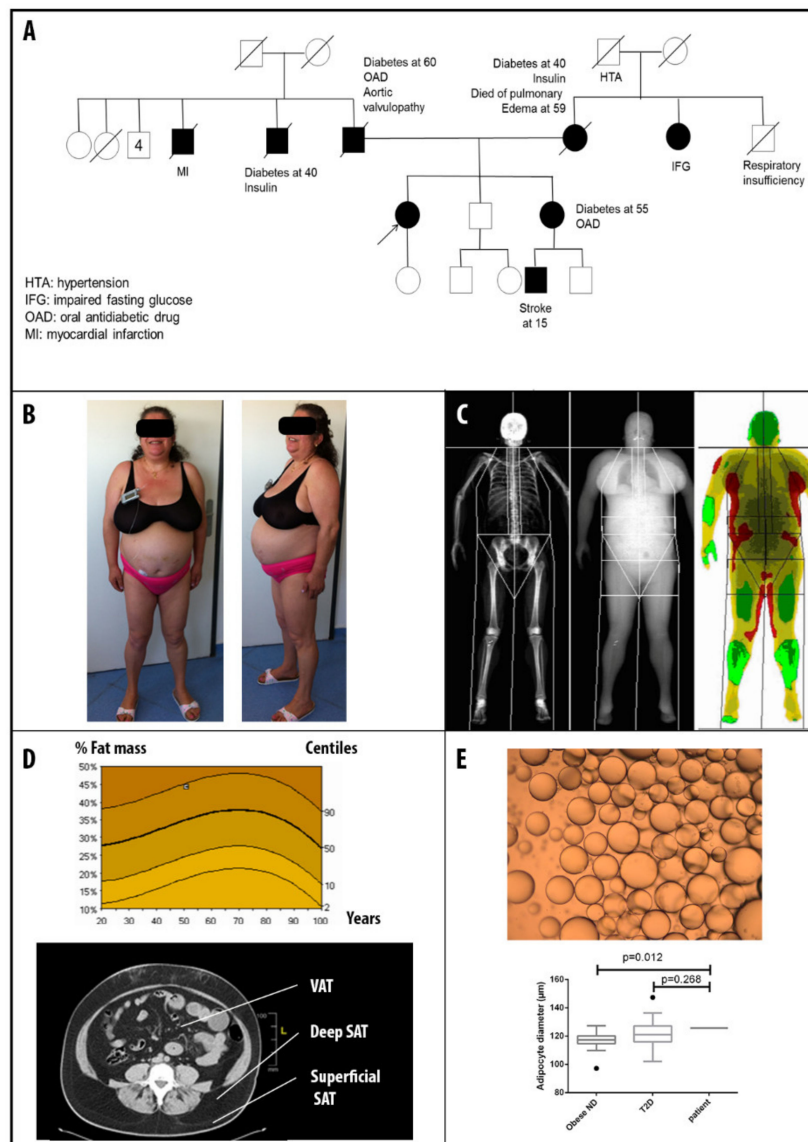 A
Diabetes at 60
OAD
Aortic
valvulopathy
Diabetes at 40
Insulin
Died of pulmonary
Edema at 59
HTA
4
MI
Diabetes at 40
Insulin
IFG
Respiratory
insufficiency
Diabetes at 55
OAD
Stroke
at 15
HTA: hypertension
IFG: impaired fasting glucose
OAD: oral antidiabetic drug
MI: myocardial infarction
B
C
D
% Fat mass
Centiles
50%
45%
40%
35%
30%
25%
20%
15%
10%
90
50
10
2
20
30
40
50
60
70
80
90
100
Years
VAT
Deep SAT
Superficial
SAT
L
E
p=0.012
p=0.268
Adipocyte diameter (µm)
160
140
120
100
80
Obese ND
T2D
patient